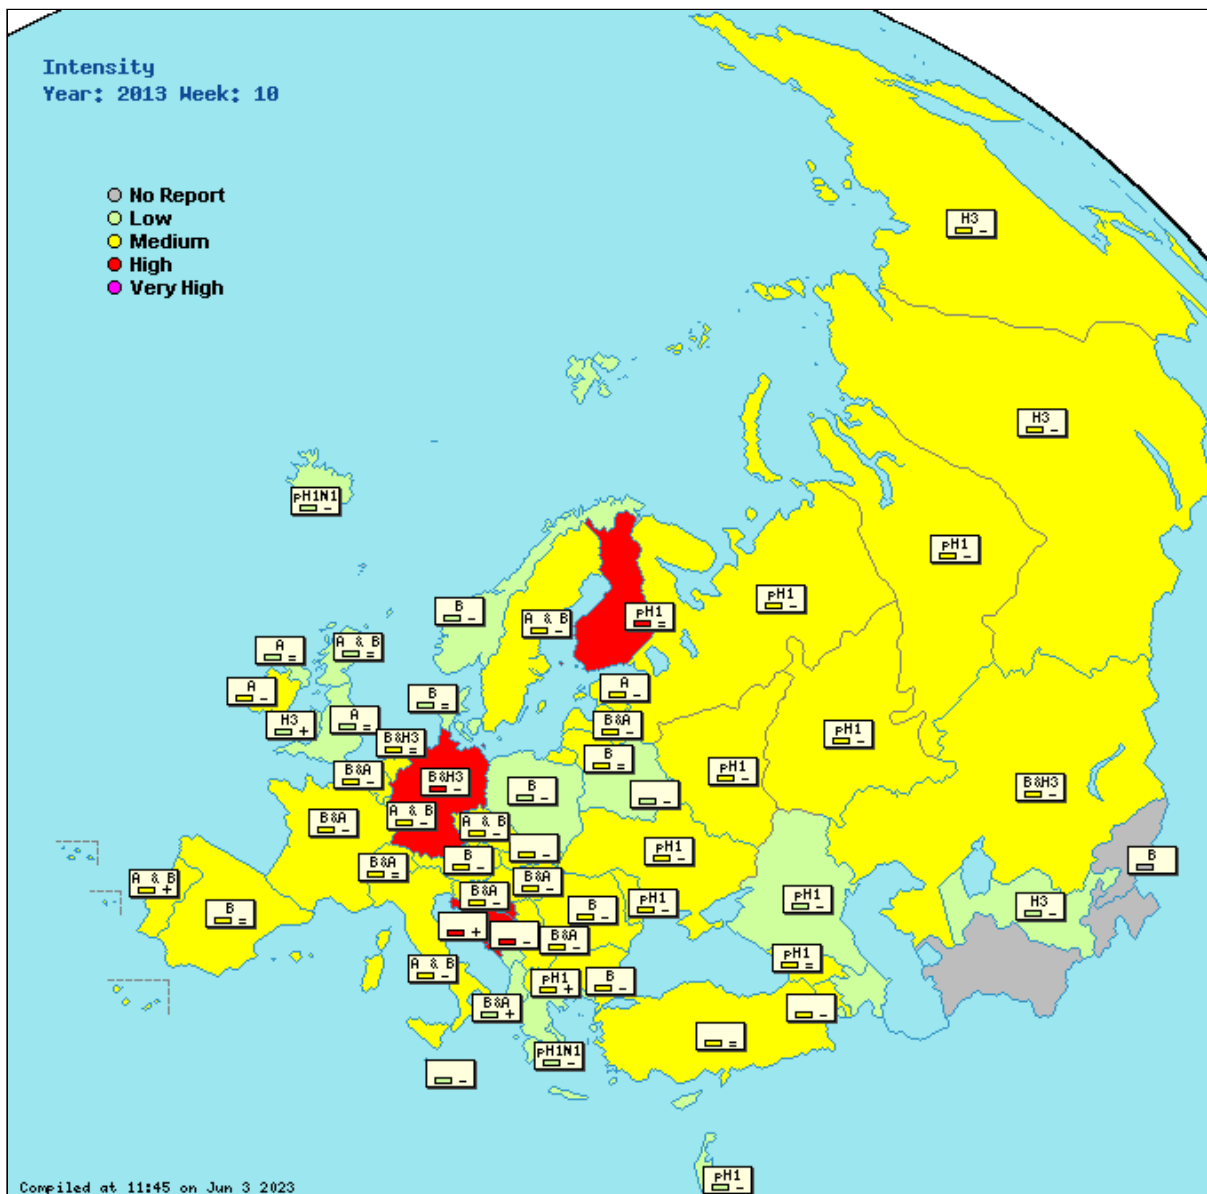 Intensity
Year: 2013 Week: 10
No Report
Low
Medium
High
Very High
H3
-
H3
-
pH1N1
-
pH1
-
pH1
-
B
-
A & B
-
pH1
=
A
=
A & B
=
A
-
A
-
B
=
H3
+
A
=
B&A
-
B&H3
=
B
=
pH1
-
B&A
-
pH1
-
B&H3
-
B&H3
-
B
-
-
A & B
-
B&A
-
A & B
-
-
pH1
-
B
B
-
B&A
=
A & B
+
B&A
-
B&A
-
pH1
-
H3
-
B
=
B
-
pH1
-
+
-
B&A
-
A & B
-
pH1
=
pH1
+
B
-
B&A
+
-
=
pH1N1
-
-
pH1
-
Compiled at 11:45 on Jun 3 2023